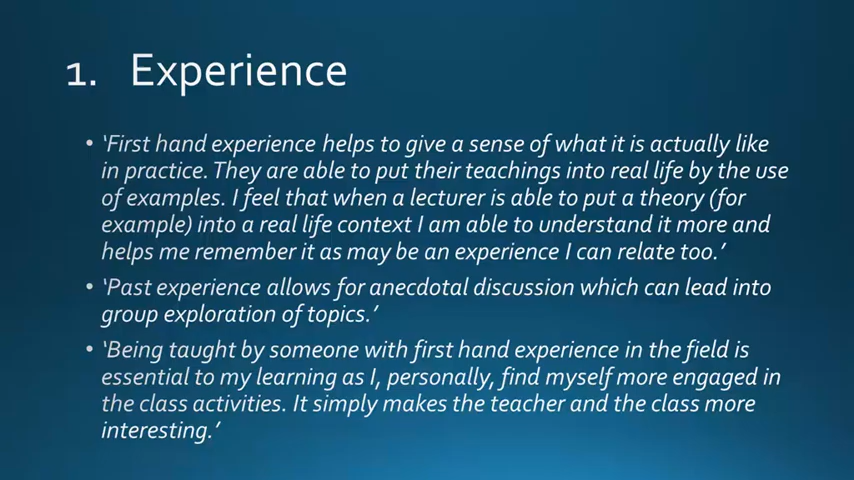 1. Experience
• ‘First hand experience helps to give a sense of what it is actually like
in practice. They are able to put their teachings into real life by the use
of examples. I feel that when a lecturer is able to put a theory (for
example) into a real life context I am able to understand it more and
helps me remember it as may be an experience I can relate too.’
• ‘Past experience allows for anecdotal discussion which can lead into
group exploration of topics.’
• ‘Being taught by someone with first hand experience in the field is
essential to my learning as I, personally, find myself more engaged in
the class activities. It simply makes the teacher and the class more
interesting.’